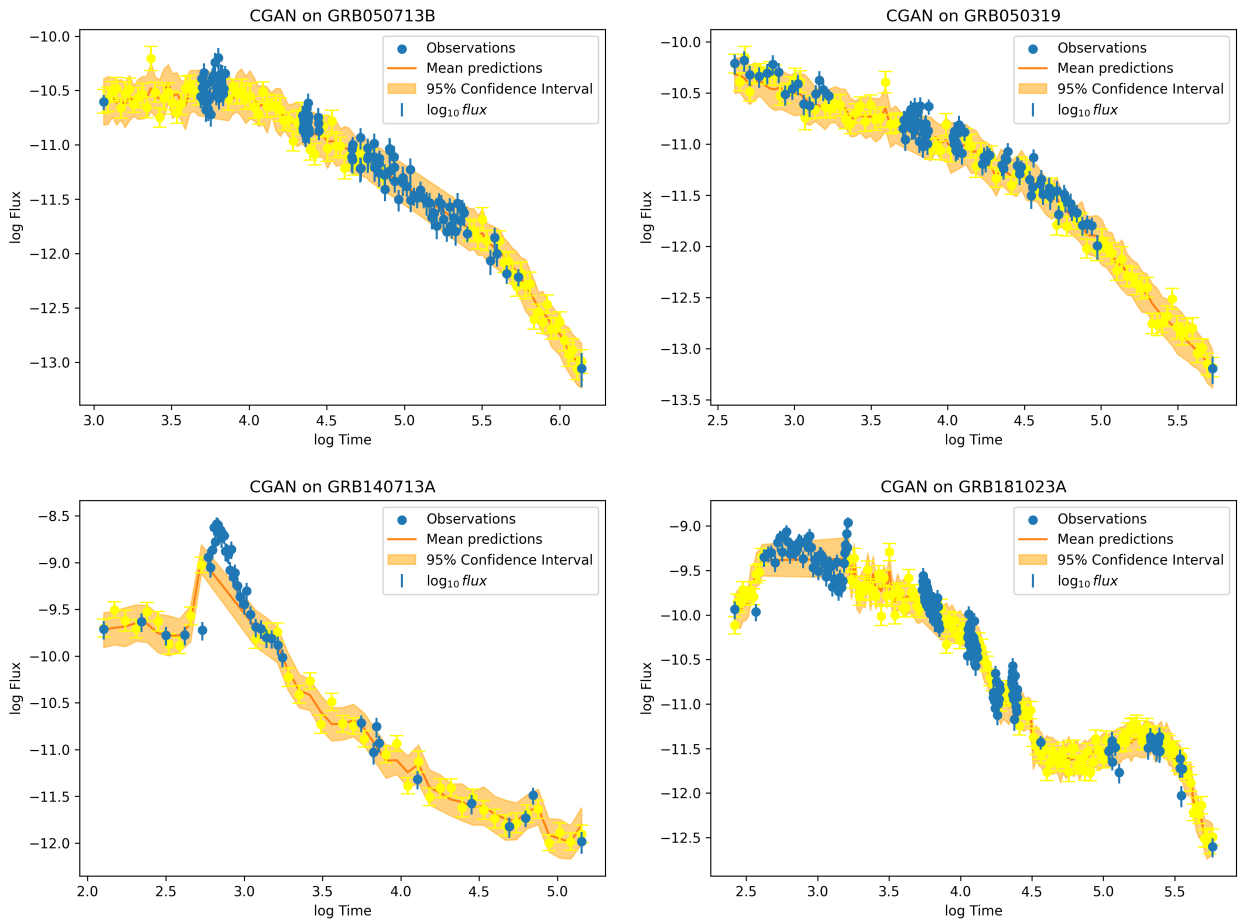 CGAN on GRB050713B
−10.0
−10.5
−11.0
−11.5
−12.0
−12.5
−13.0
log Flux
Observations
Mean predictions
95% Confidence Interval
log₁₀ flux
3.0 3.5 4.0 4.5 5.0 5.5 6.0
log Time
CGAN on GRB050319
−10.0
−10.5
−11.0
−11.5
−12.0
−12.5
−13.0
−13.5
log Flux
Observations
Mean predictions
95% Confidence Interval
log₁₀ flux
2.5 3.0 3.5 4.0 4.5 5.0 5.5
log Time
CGAN on GRB140713A
−8.5
−9.0
−9.5
−10.0
−10.5
−11.0
−11.5
−12.0
log Flux
Observations
Mean predictions
95% Confidence Interval
log₁₀ flux
2.0 2.5 3.0 3.5 4.0 4.5 5.0
log Time
CGAN on GRB181023A
−9.0
−9.5
−10.0
−10.5
−11.0
−11.5
−12.0
−12.5
log Flux
Observations
Mean predictions
95% Confidence Interval
log₁₀ flux
2.5 3.0 3.5 4.0 4.5 5.0 5.5
log Time